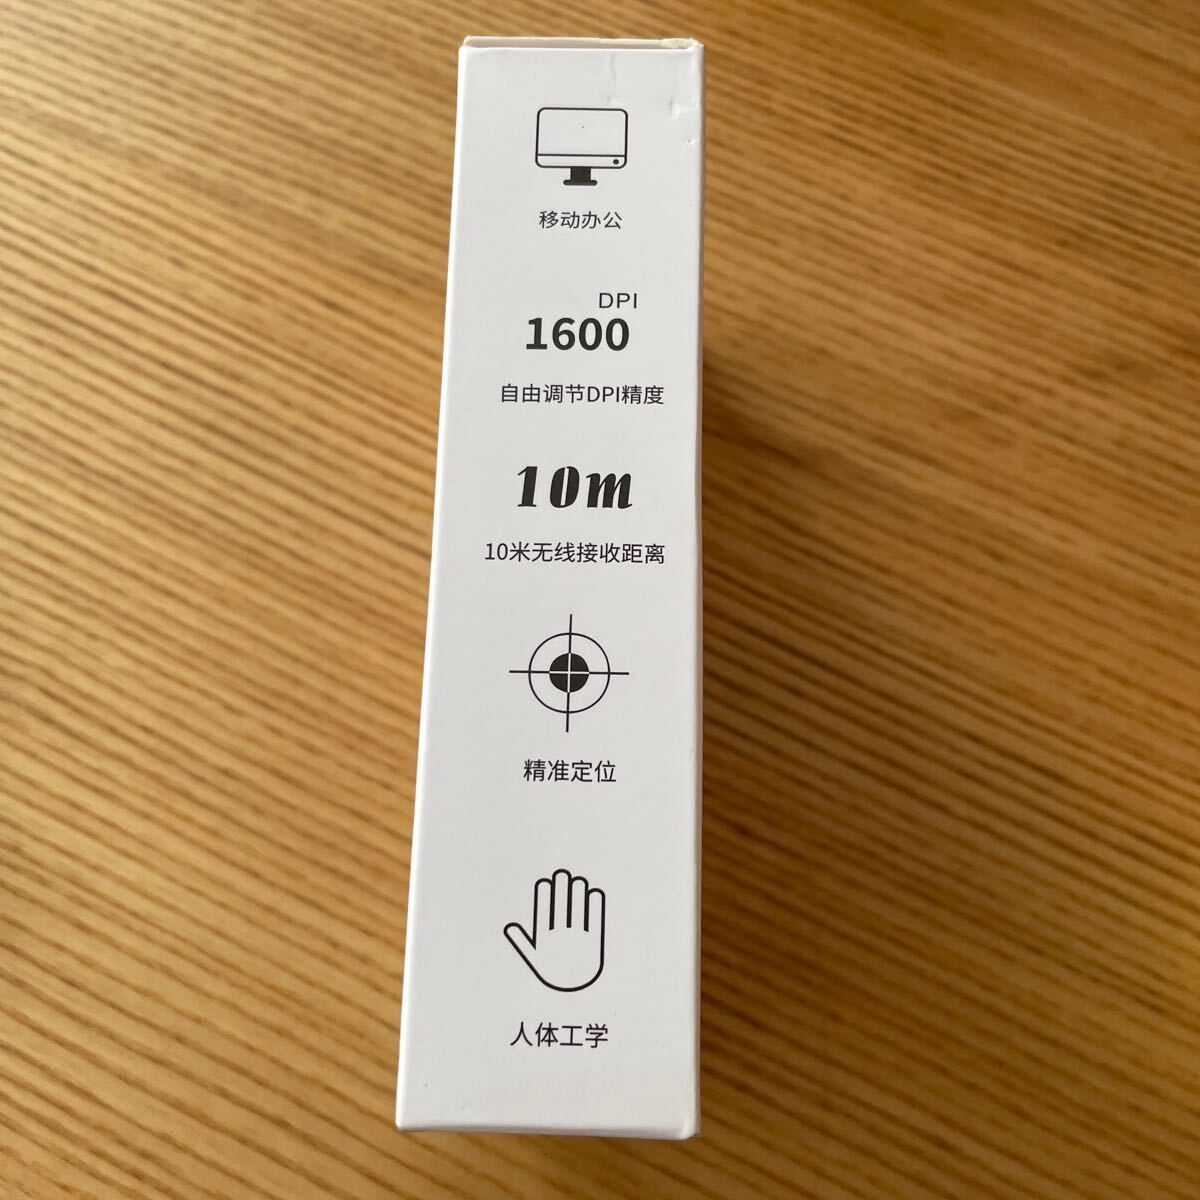 移动办公
DPI
1600
自由调节DPI精度
10m
10米无线接收距离
精准定位
人体工学